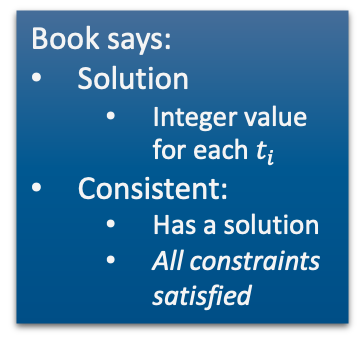 Book says:
• Solution
• Integer value
for each tᵢ
• Consistent:
• Has a solution
• All constraints
satisfied